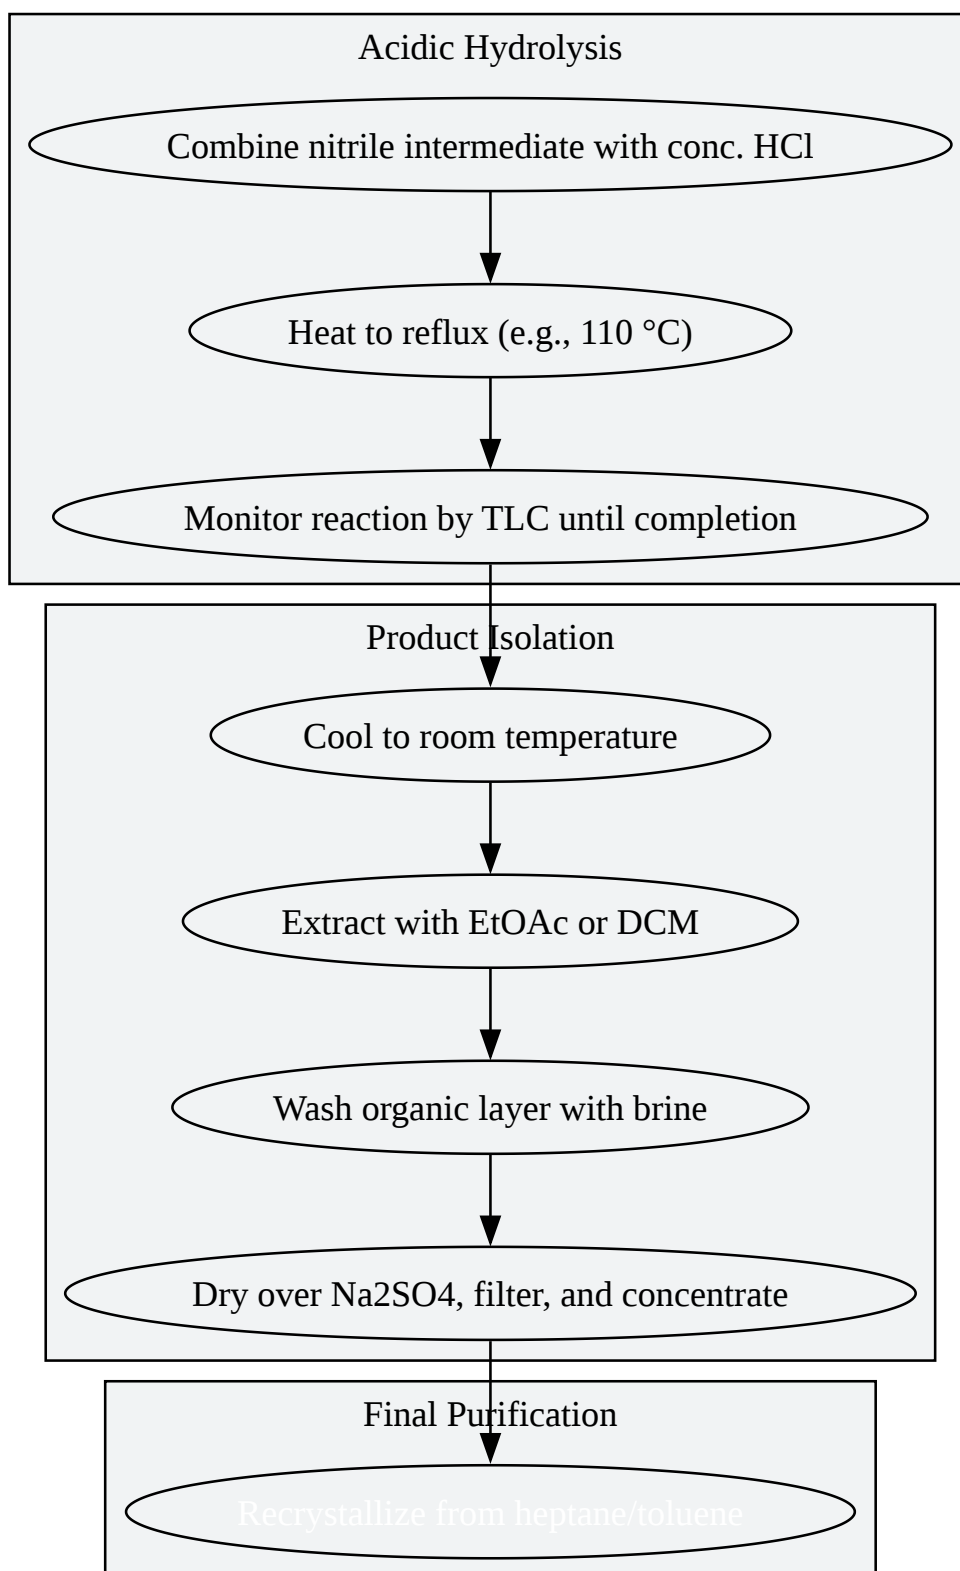 Acidic Hydrolysis
Combine nitrile intermediate with conc. HCl
Heat to reflux (e.g., 110 °C)
Monitor reaction by TLC until completion
Product Isolation
Cool to room temperature
Extract with EtOAc or DCM
Wash organic layer with brine
Dry over Na2SO4, filter, and concentrate
Final Purification
Recrystallize from heptane/toluene